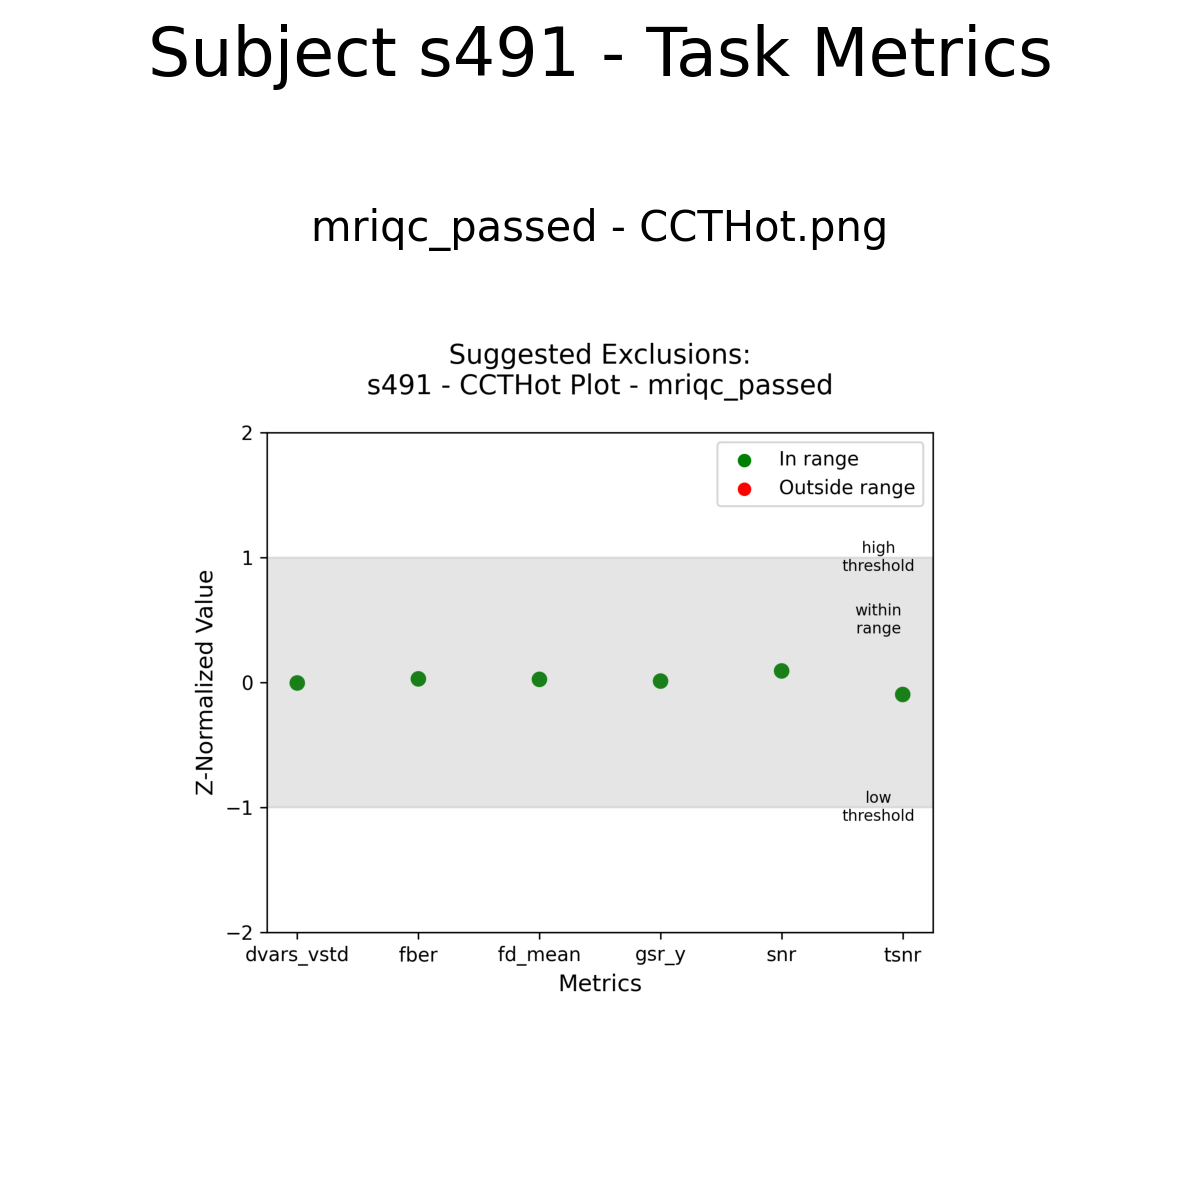 Subject s491 - Task Metrics
mriqc_passed - CCTHot.png
Suggested Exclusions:
s491 - CCTHot Plot - mriqc_passed
2
In range
Outside range
high
threshold
1
within
range
Z-Normalized Value
0
low
threshold
−1
−2
dvars_vstd fber fd_mean gsr_y snr tsnr
Metrics